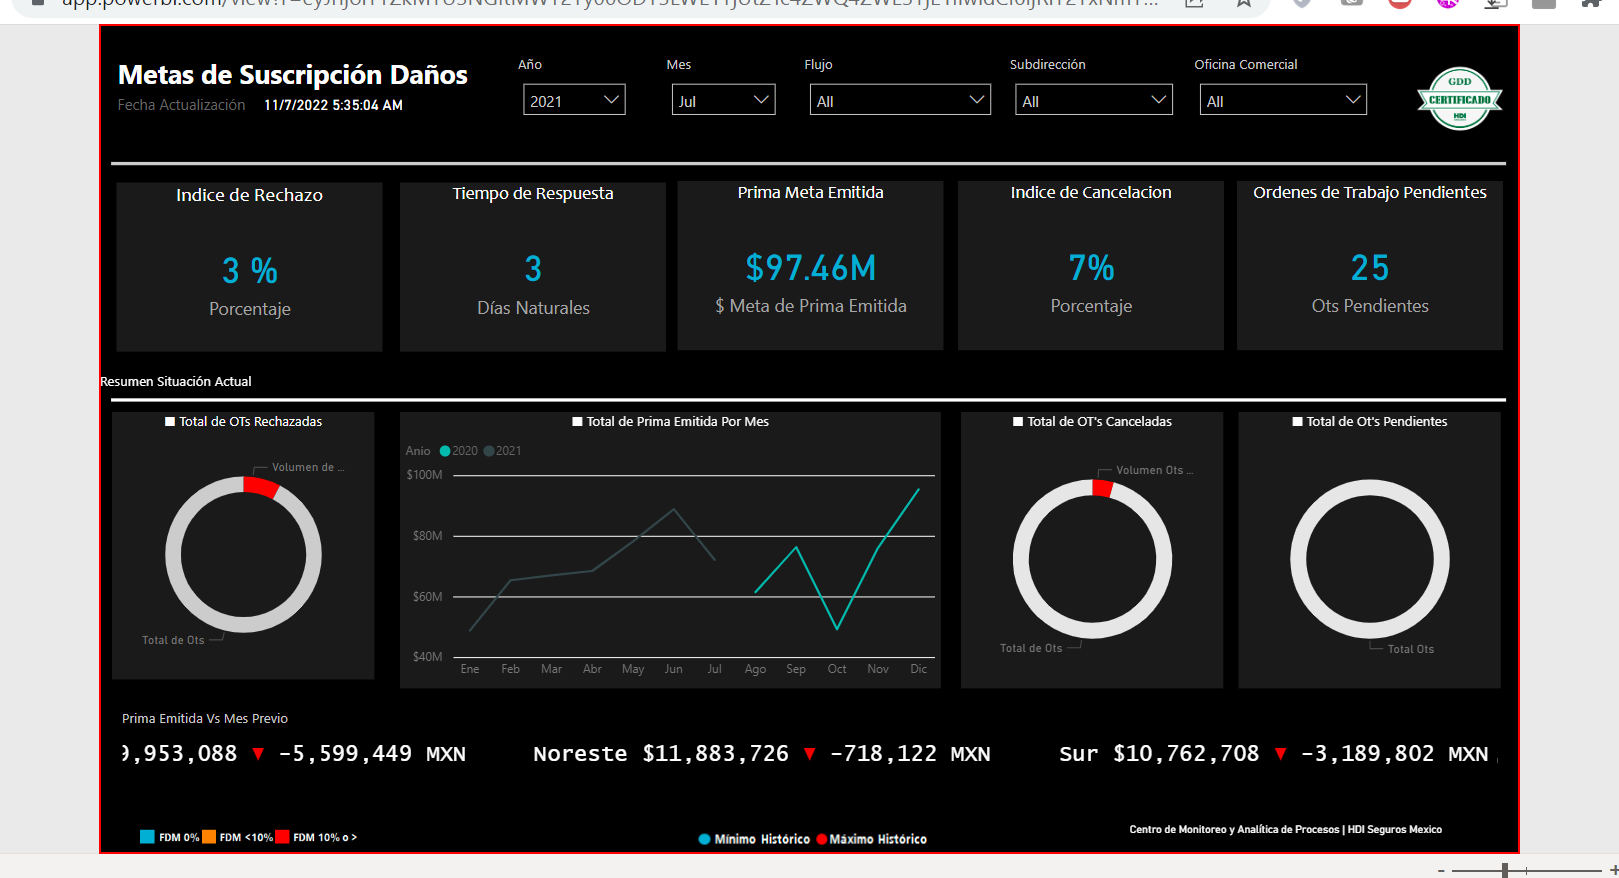 Metas de Suscripción Daños
Fecha Actualización 11/7/2022 5:35:04 AM
Año
2021
Mes
Jul
Flujo
All
Subdirección
All
Oficina Comercial
All
GDD
CERTIFICADO
HDI
Indice de Rechazo
3 %
Porcentaje
Tiempo de Respuesta
3
Días Naturales
Prima Meta Emitida
$97.46M
$ Meta de Prima Emitida
Indice de Cancelacion
7%
Porcentaje
Ordenes de Trabajo Pendientes
25
Ots Pendientes
Resumen Situación Actual
Total de OTs Rechazadas
Volumen de ...
Total de Ots
Total de Prima Emitida Por Mes
Anio 2020 2021
$100M
$80M
$60M
$40M
Ene Feb Mar Abr May Jun Jul Ago Sep Oct Nov Dic
Total de OT's Canceladas
Volumen Ots ...
Total de Ots
Total de Ot's Pendientes
Total Ots
Prima Emitida Vs Mes Previo
9,953,088 ▼ -5,599,449 MXN Noreste $11,883,726 ▼ -718,122 MXN Sur $10,762,708 ▼ -3,189,802 MXN
FDM 0% FDM <10% FDM 10% o >
Mínimo Histórico Máximo Histórico
Centro de Monitoreo y Analítica de Procesos | HDI Seguros Mexico
- +